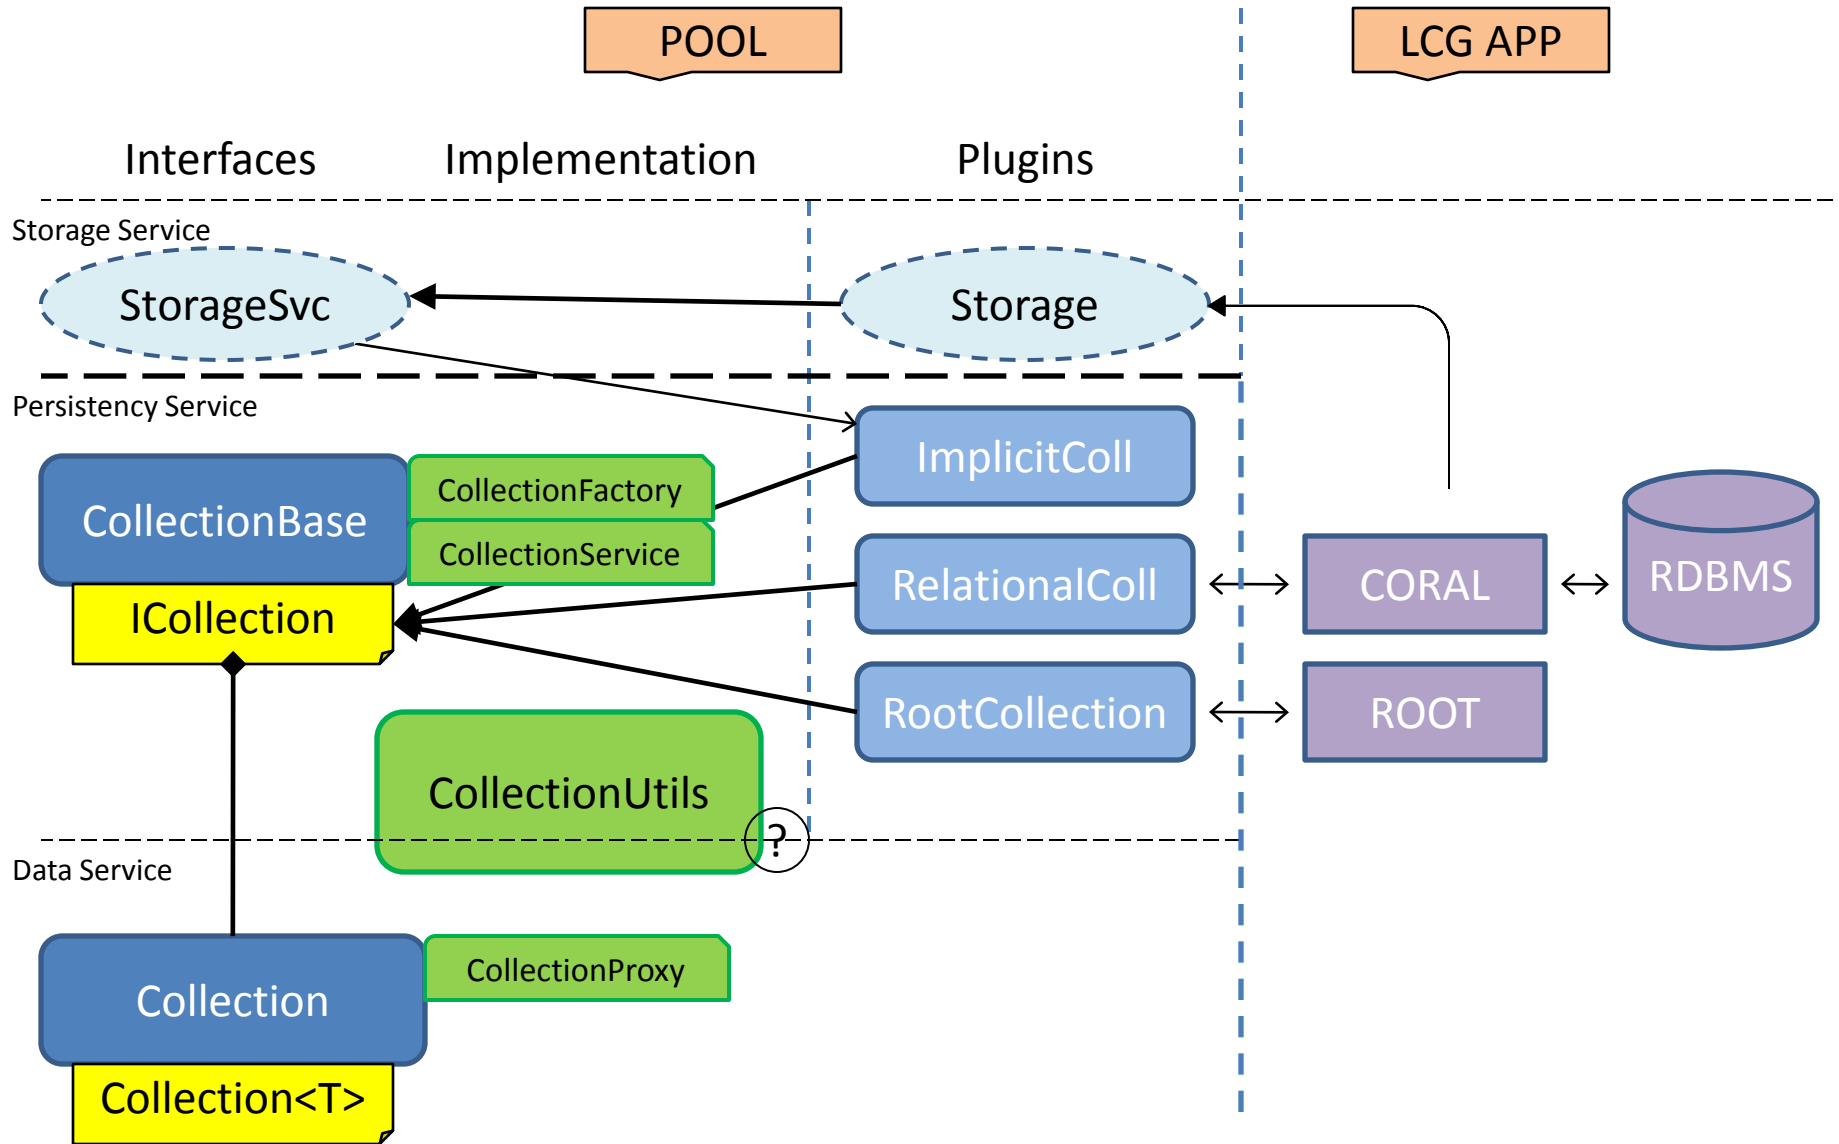 POOL
LCG APP
Interfaces
Implementation
Plugins
Storage Service
StorageSvc
Storage
Persistency Service
ImplicitColl
CollectionBase
CollectionFactory
CollectionService
RelationalColl
CORAL
RDBMS
ICollection
RootCollection
ROOT
CollectionUtils
?
Data Service
Collection
CollectionProxy
Collection<T>